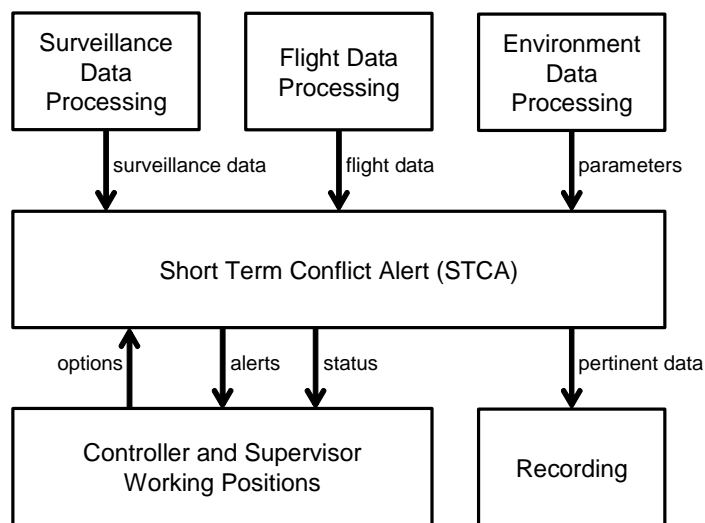 Surveillance
Data
Processing
Flight Data
Processing
Environment
Data
Processing
surveillance data
flight data
parameters
Short Term Conflict Alert (STCA)
options
alerts
status
pertinent data
Controller and Supervisor
Working Positions
Recording